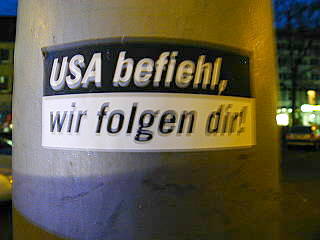 USA befiehl,
wir folgen dir!